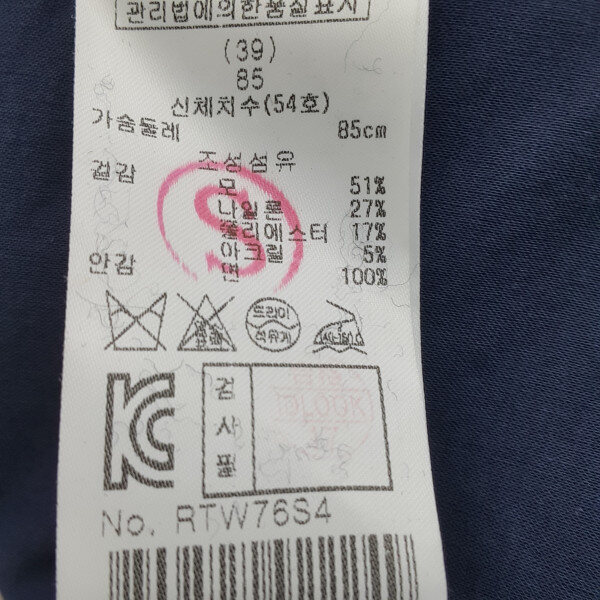 관리법에의한품질표시
(39)
85
신체치수(54호)
가슴둘레 85cm
겉감 조성섬유
모 51%
나일론 27%
폴리에스터 17%
아크릴 5%
안감 면 100%
드라이
석유계
검사필
No. RTW76S4